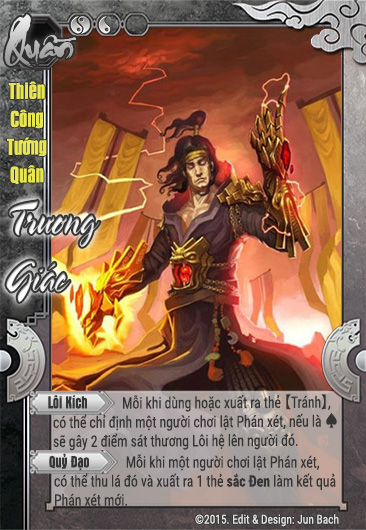 Quần
Thiên
Công
Tướng
Quân
Trương
Giác
Lôi Kích Mỗi khi dùng hoặc xuất ra thẻ【Tránh】,
có thể chỉ định một người chơi lật Phán xét, nếu là ♠
sẽ gây 2 điểm sát thương Lôi hệ lên người đó.
Quỷ Đạo Mỗi khi một người chơi lật Phán xét,
có thể thu lá đó và xuất ra 1 thẻ sắc Đen làm kết quả
Phán xét mới.
©2015. Edit & Design: Jun Bach